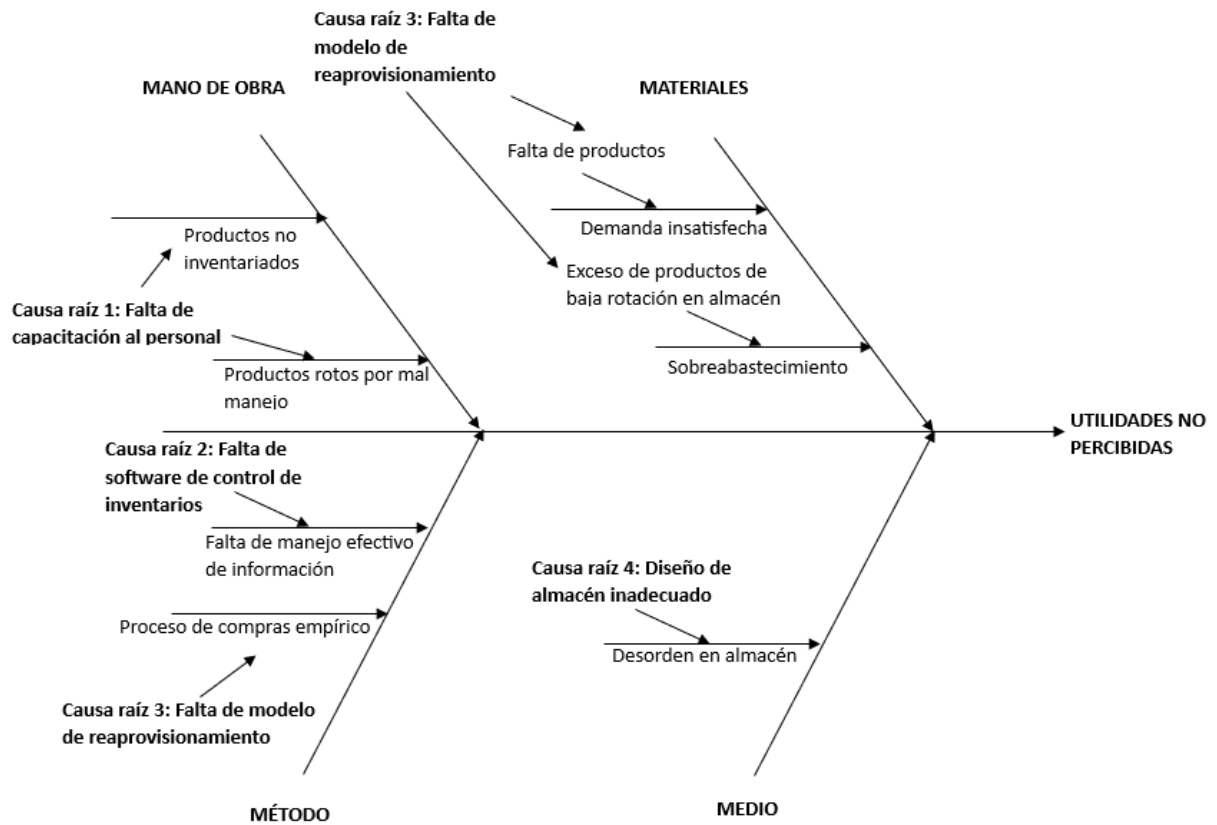 Causa raíz 3: Falta de
modelo de
reaprovisionamiento
MANO DE OBRA
MATERIALES
Falta de productos
Demanda insatisfecha
Productos no
inventariados
Exceso de productos de
baja rotación en almacén
Causa raíz 1: Falta de
capacitación al personal
Sobreabastecimiento
Productos rotos por mal
manejo
UTILIDADES NO
PERCIBIDAS
Causa raíz 2: Falta de
software de control de
inventarios
Falta de manejo efectivo
de información
Causa raíz 4: Diseño de
almacén inadecuado
Proceso de compras empírico
Desorden en almacén
Causa raíz 3: Falta de modelo
de reaprovisionamiento
MÉTODO
MEDIO